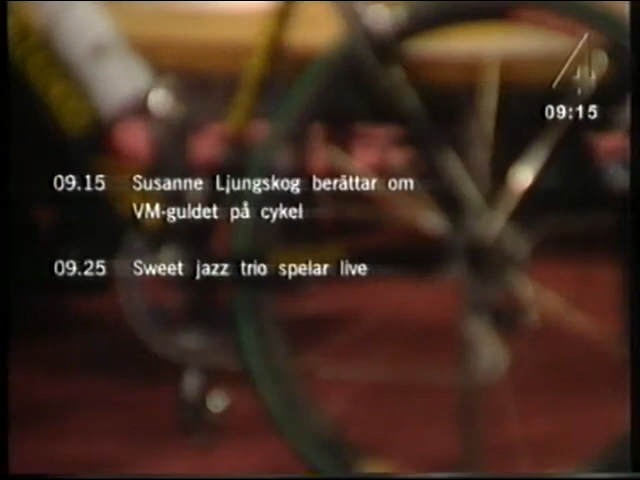 4
09:15
09.15 Susanne Ljungskog berättar om
VM-guldet på cykel
09.25 Sweet jazz trio spelar live